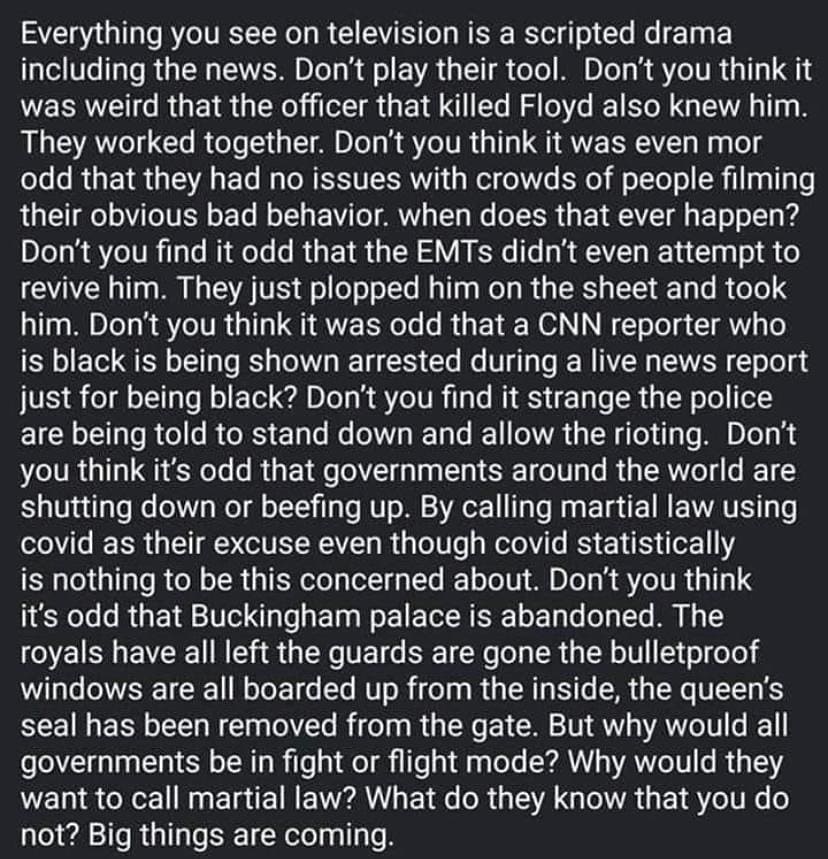 Everything you see on television is a scripted drama
including the news. Don't play their tool.  Don't you think it
was weird that the officer that killed Floyd also knew him.
They worked together. Don't you think it was even mor
odd that they had no issues with crowds of people filming
their obvious bad behavior. when does that ever happen?
Don't you find it odd that the EMTs didn't even attempt to
revive him. They just plopped him on the sheet and took
him. Don't you think it was odd that a CNN reporter who
is black is being shown arrested during a live news report
just for being black? Don't you find it strange the police
are being told to stand down and allow the rioting.  Don't
you think it's odd that governments around the world are
shutting down or beefing up. By calling martial law using
covid as their excuse even though covid statistically
is nothing to be this concerned about. Don't you think
it's odd that Buckingham palace is abandoned. The
royals have all left the guards are gone the bulletproof
windows are all boarded up from the inside, the queen's
seal has been removed from the gate. But why would all
governments be in fight or flight mode? Why would they
want to call martial law? What do they know that you do
not? Big things are coming.